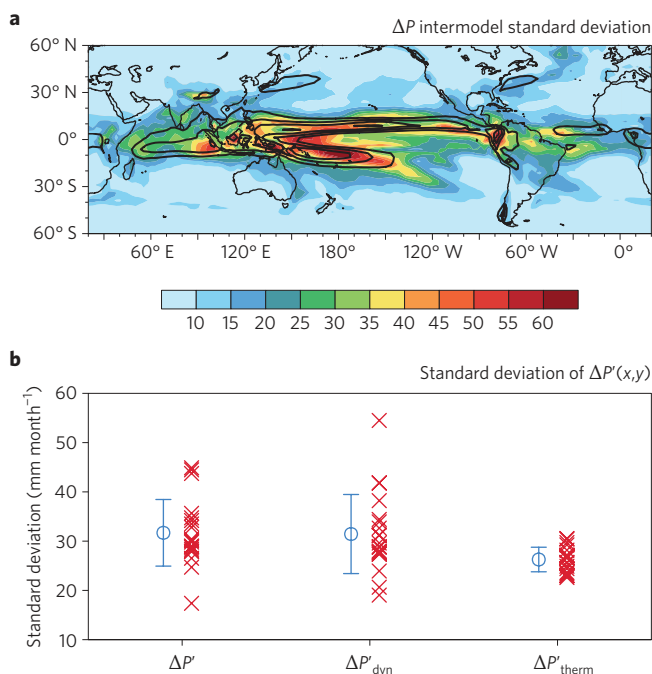 a
ΔP intermodel standard deviation
60° N
30° N
0°
30° S
60° S
60° E 120° E 180° 120° W 60° W 0°
10 15 20 25 30 35 40 45 50 55 60
b
Standard deviation of ΔP'(x,y)
Standard deviation (mm month⁻¹)
60
50
40
30
20
10
ΔP' ΔP'dyn ΔP'therm